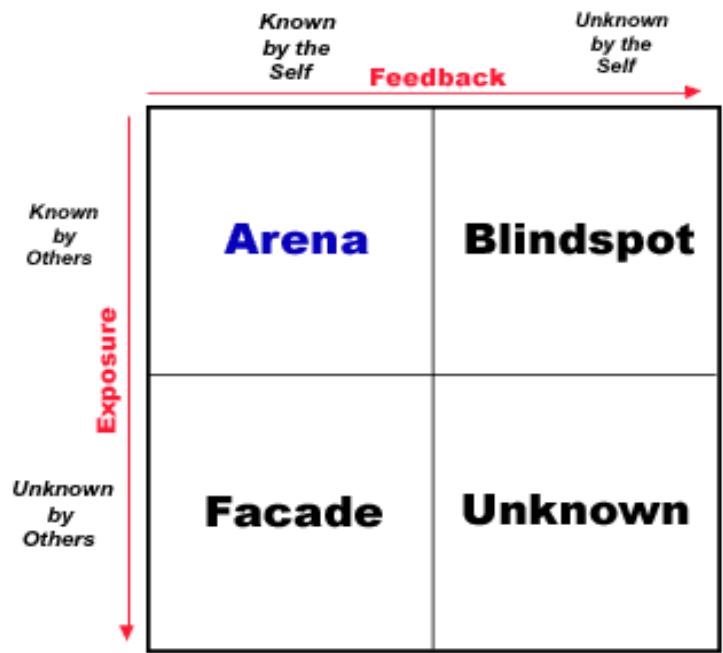 Known
by the
Self
Unknown
by the
Self
Feedback
Known
by
Others
Arena
Blindspot
Exposure
Unknown
by
Others
Facade
Unknown